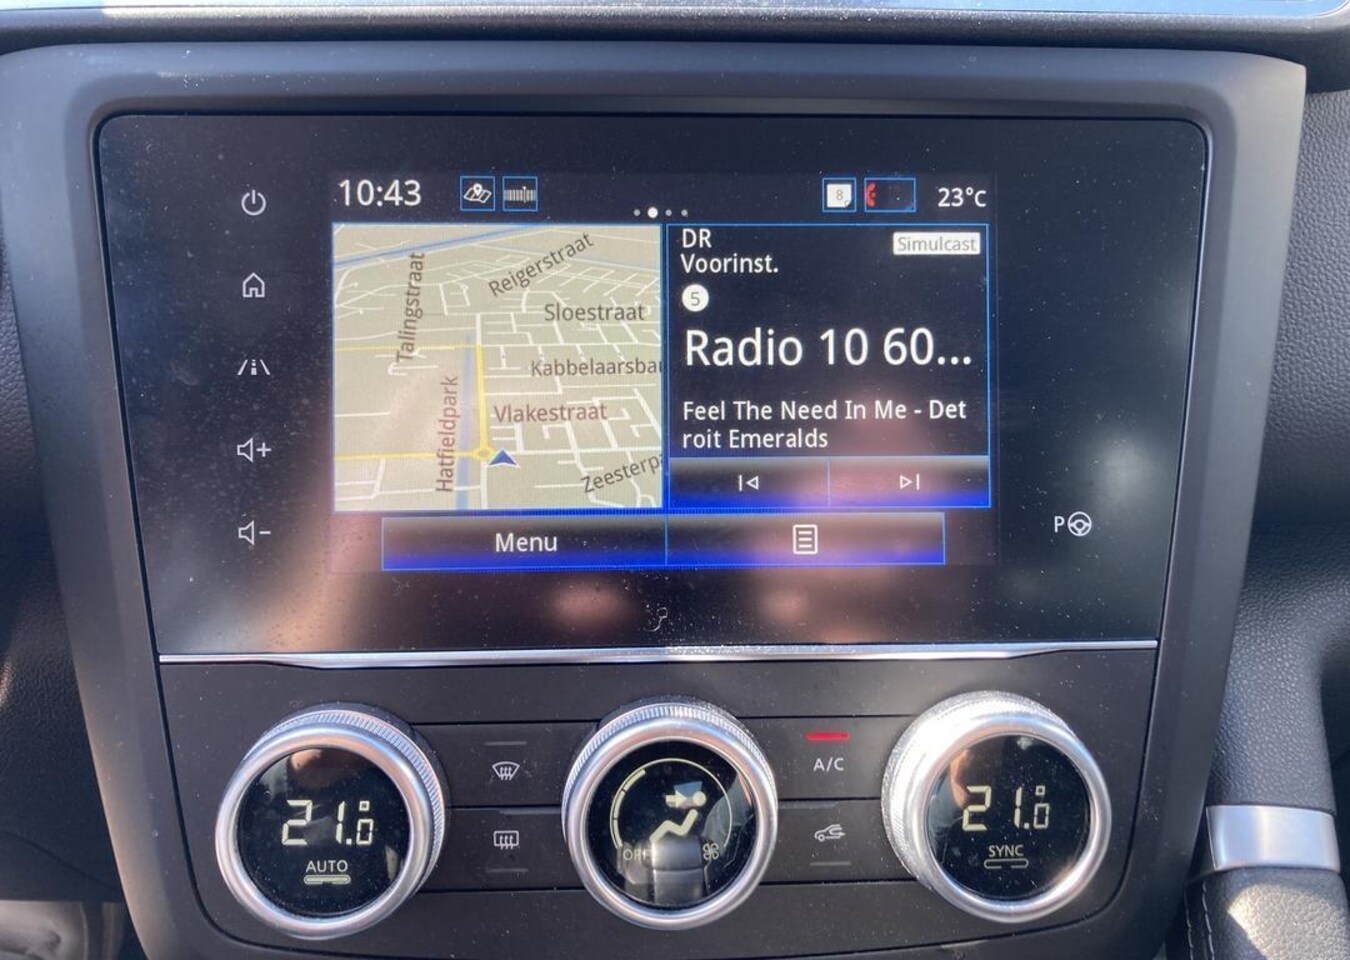 10:43
8
23°C
Talingstraat
Reigerstraat
Sloestraat
Kabbelaarsba
Hatfieldpark
Vlakestraat
Zeesterp
DR
Voorinst.
Simulcast
5
Radio 10 60...
Feel The Need In Me - Det
roit Emeralds
Menu
P
21.0
AUTO
OFF
A/C
21.0
SYNC